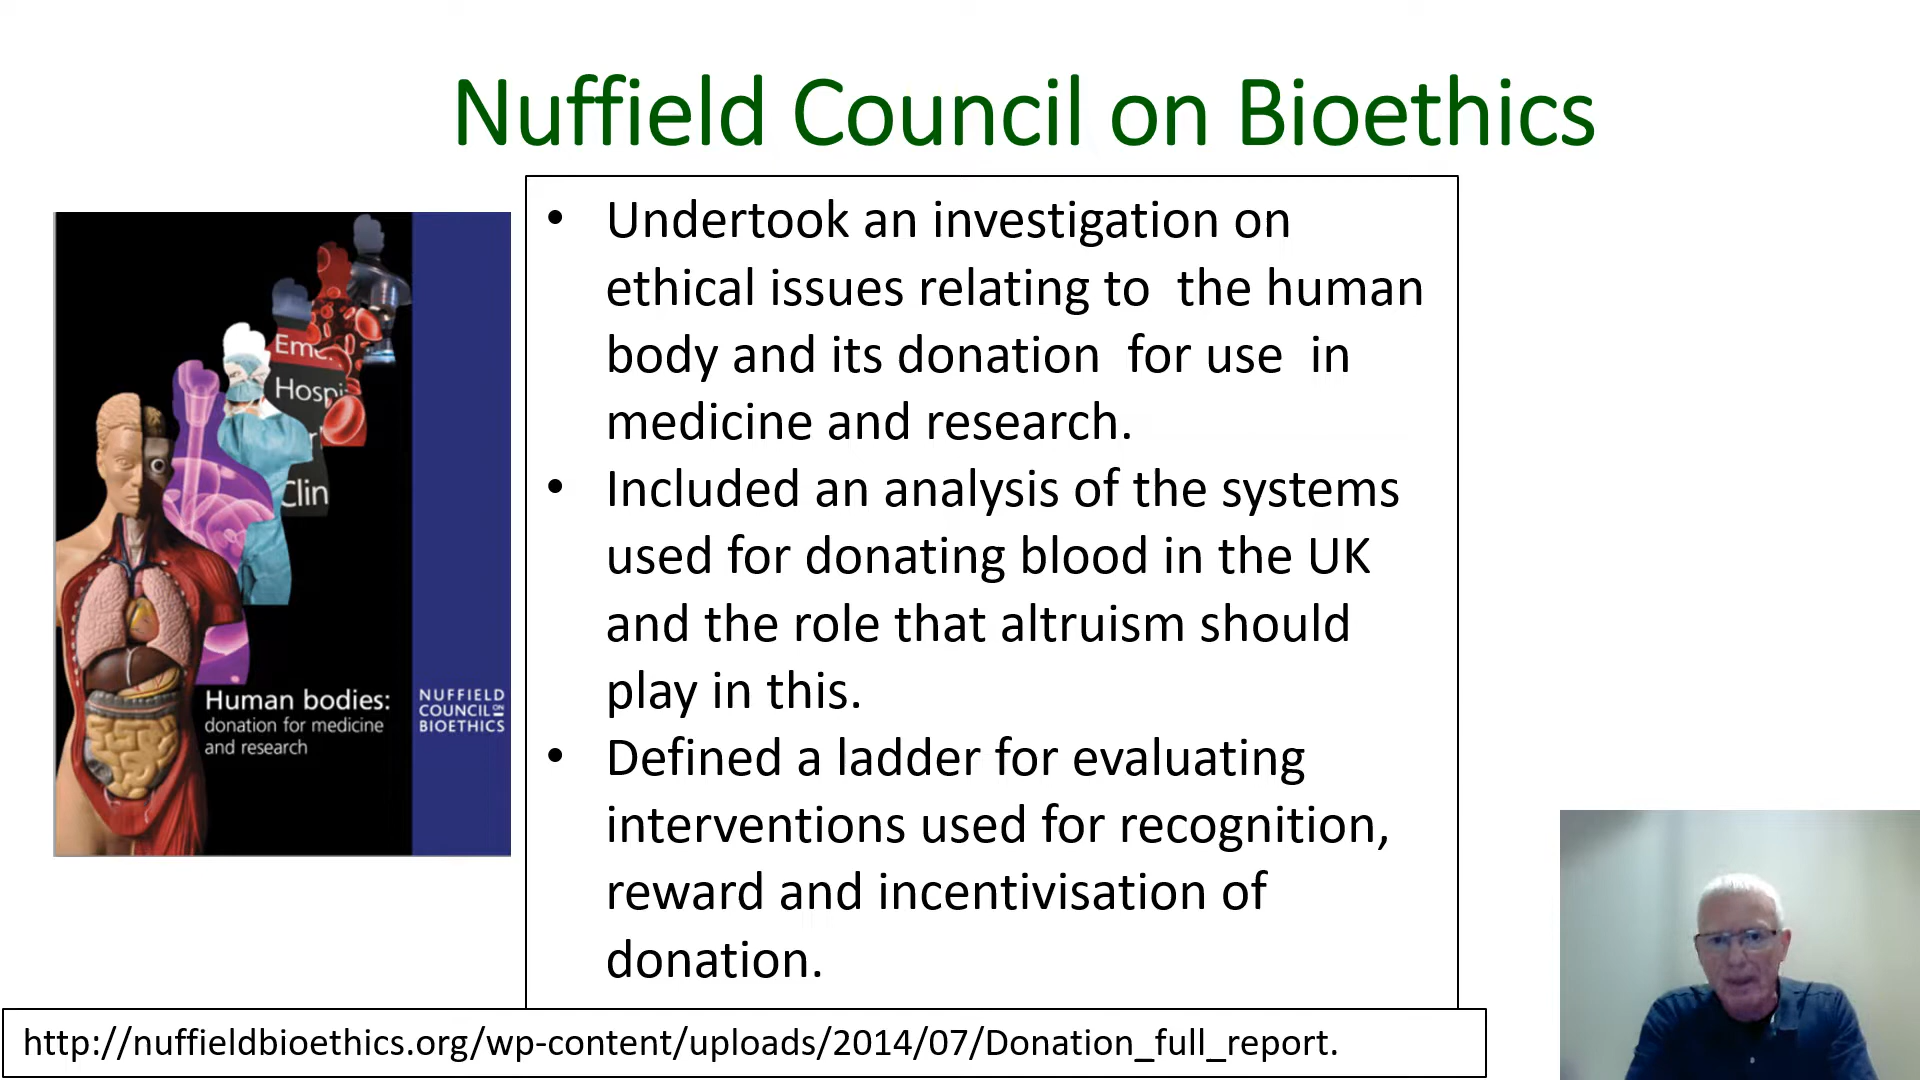 Nuffield Council on Bioethics
• Undertook an investigation on
ethical issues relating to  the human
body and its donation  for use  in
medicine and research.
• Included an analysis of the systems
used for donating blood in the UK
and the role that altruism should
play in this.
• Defined a ladder for evaluating
interventions used for recognition,
reward and incentivisation of
donation.
Hospi
Clin
Human bodies:
donation for medicine
and research
NUFFIELD
COUNCIL ON
BIOETHICS
http://nuffieldbioethics.org/wp-content/uploads/2014/07/Donation_full_report.